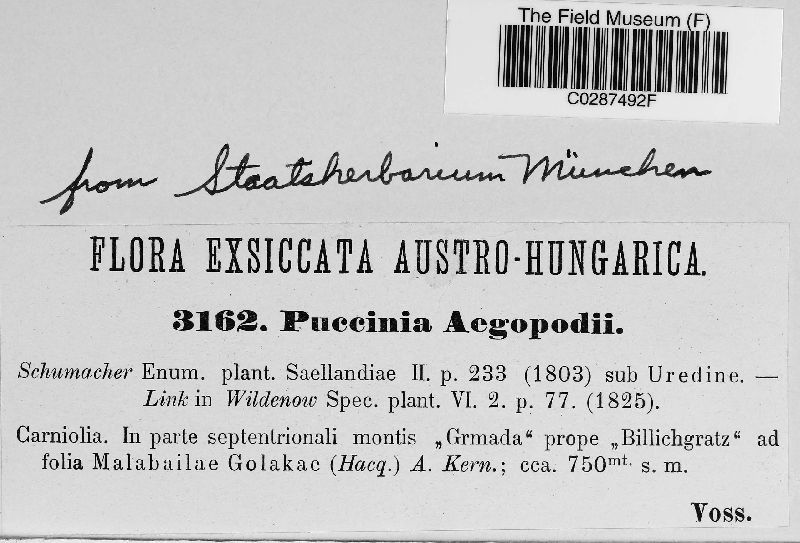 The Field Museum (F)
C0287492F
from Staatsherbarium München
FLORA EXSICCATA AUSTRO-HUNGARICA.
3162. Puccinia Aegopodii.
Schumacher Enum. plant. Saellandiae II. p. 233 (1803) sub Uredine. —
Link in Wildenow Spec. plant. VI. 2. p. 77. (1825).
Carniolia. In parte septentrionali montis „Grmada“ prope „Billichgratz“ ad
folia Malabailae Golakae (Hacq.) A. Kern.; cca. 750mt. s. m.
Voss.